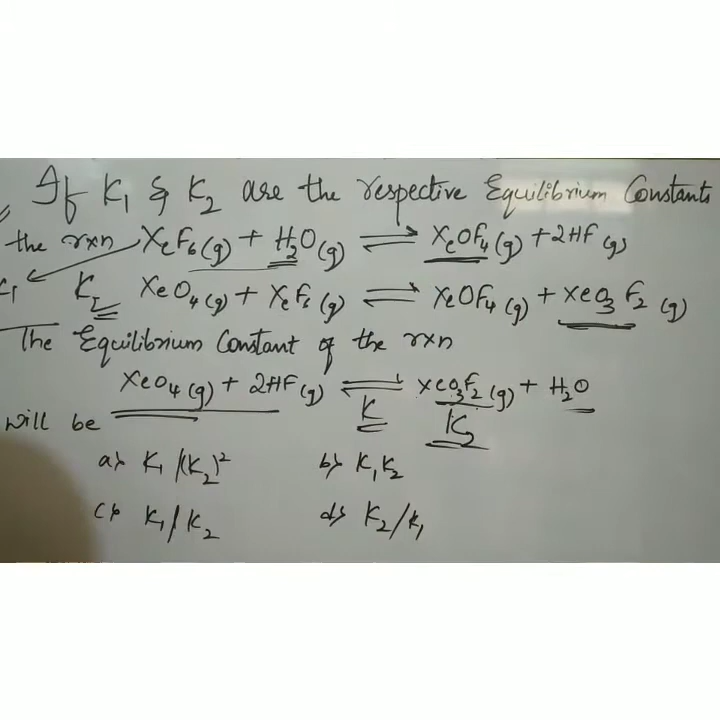 If K₁ & K₂ are the respective Equilibrium Constants
the rxn XeF₆(g) + H₂O(g) ⇌ XeOF₄(g) + 2HF (g)
K₂ XeO₄(g) + XeF₆(g) ⇌ XeOF₄(g) + XeO₃F₂(g)
The Equilibrium Constant of the rxn
XeO₄(g) + 2HF(g) ⇌ XeO₃F₂(g) + H₂O
will be K K₂
a) K₁/(K₂)² b) K₁K₂
c) K₁/K₂ d) K₂/K₁